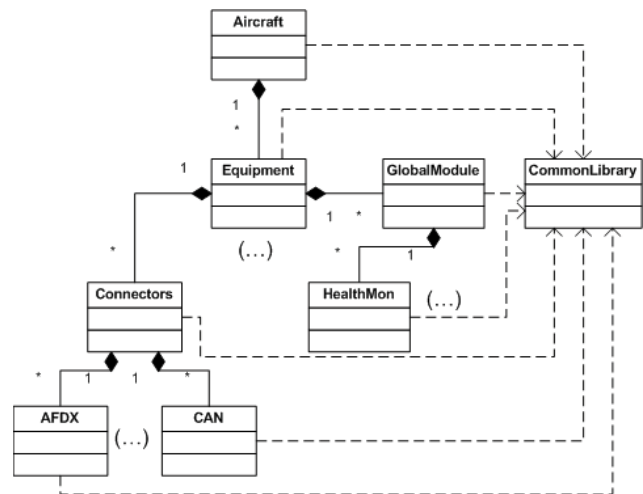 Aircraft
1
*
1
Equipment
GlobalModule
CommonLibrary
1
*
(...)
*
*
1
Connectors
HealthMon
(...)
*
1
1
*
AFDX
(...)
CAN